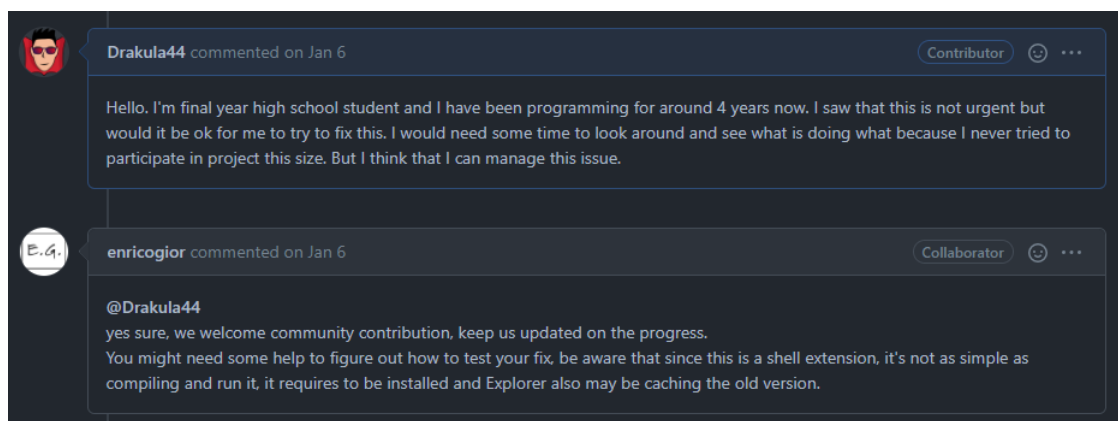 Drakula44 commented on Jan 6
Contributor
Hello. I'm final year high school student and I have been programming for around 4 years now. I saw that this is not urgent but
would it be ok for me to try to fix this. I would need some time to look around and see what is doing what because I never tried to
participate in project this size. But I think that I can manage this issue.
E.G.
enricogior commented on Jan 6
Collaborator
@Drakula44
yes sure, we welcome community contribution, keep us updated on the progress.
You might need some help to figure out how to test your fix, be aware that since this is a shell extension, it's not as simple as
compiling and run it, it requires to be installed and Explorer also may be caching the old version.